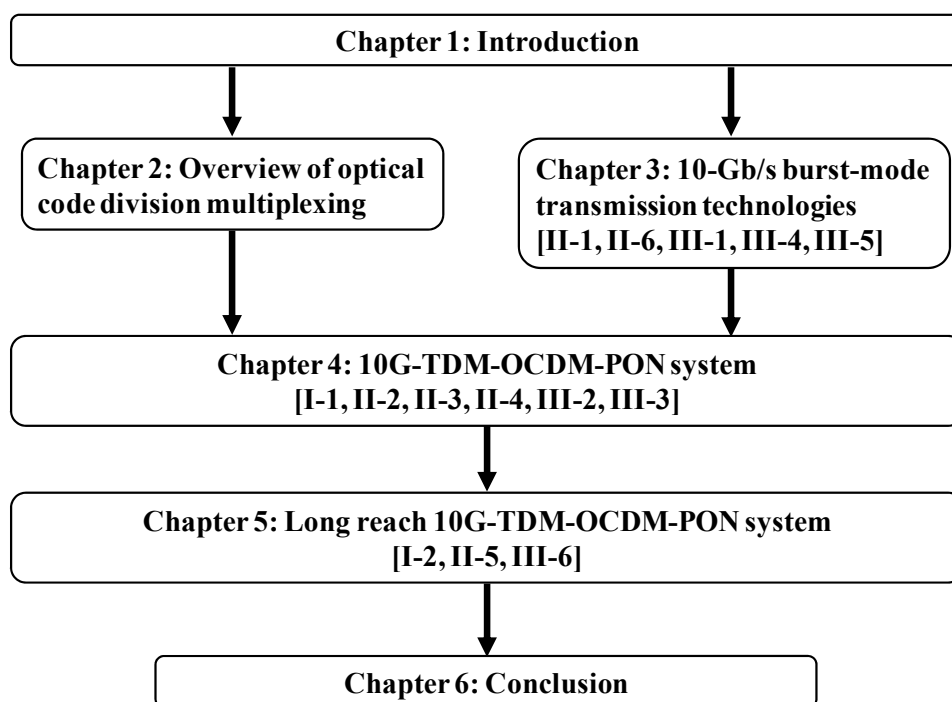 Chapter 1: Introduction
Chapter 2: Overview of optical
code division multiplexing
Chapter 3: 10-Gb/s burst-mode
transmission technologies
[II-1, II-6, III-1, III-4, III-5]
Chapter 4: 10G-TDM-OCDM-PON system
[I-1, II-2, II-3, II-4, III-2, III-3]
Chapter 5: Long reach 10G-TDM-OCDM-PON system
[I-2, II-5, III-6]
Chapter 6: Conclusion